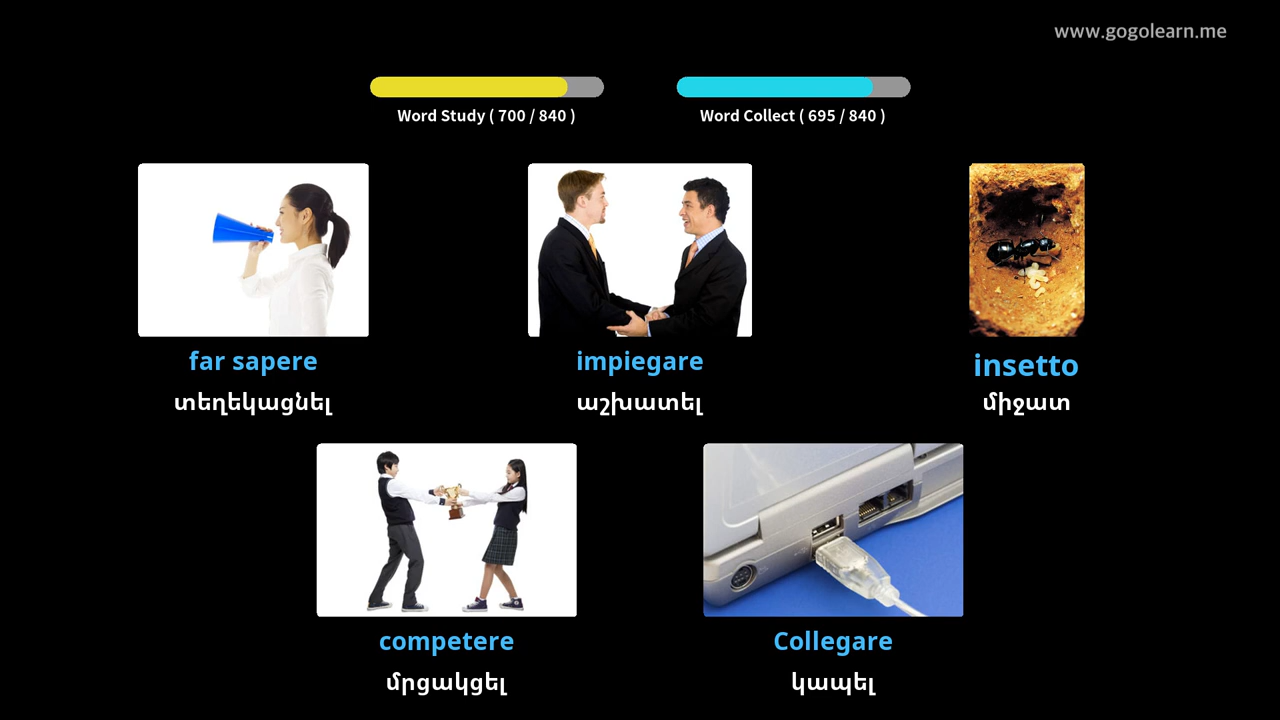 www.gogolearn.me
Word Study ( 700 / 840 )
Word Collect ( 695 / 840 )
far sapere
տեղեկացնել
impiegare
աշխատել
insetto
միջատ
competere
մրցակցել
Collegare
կապել